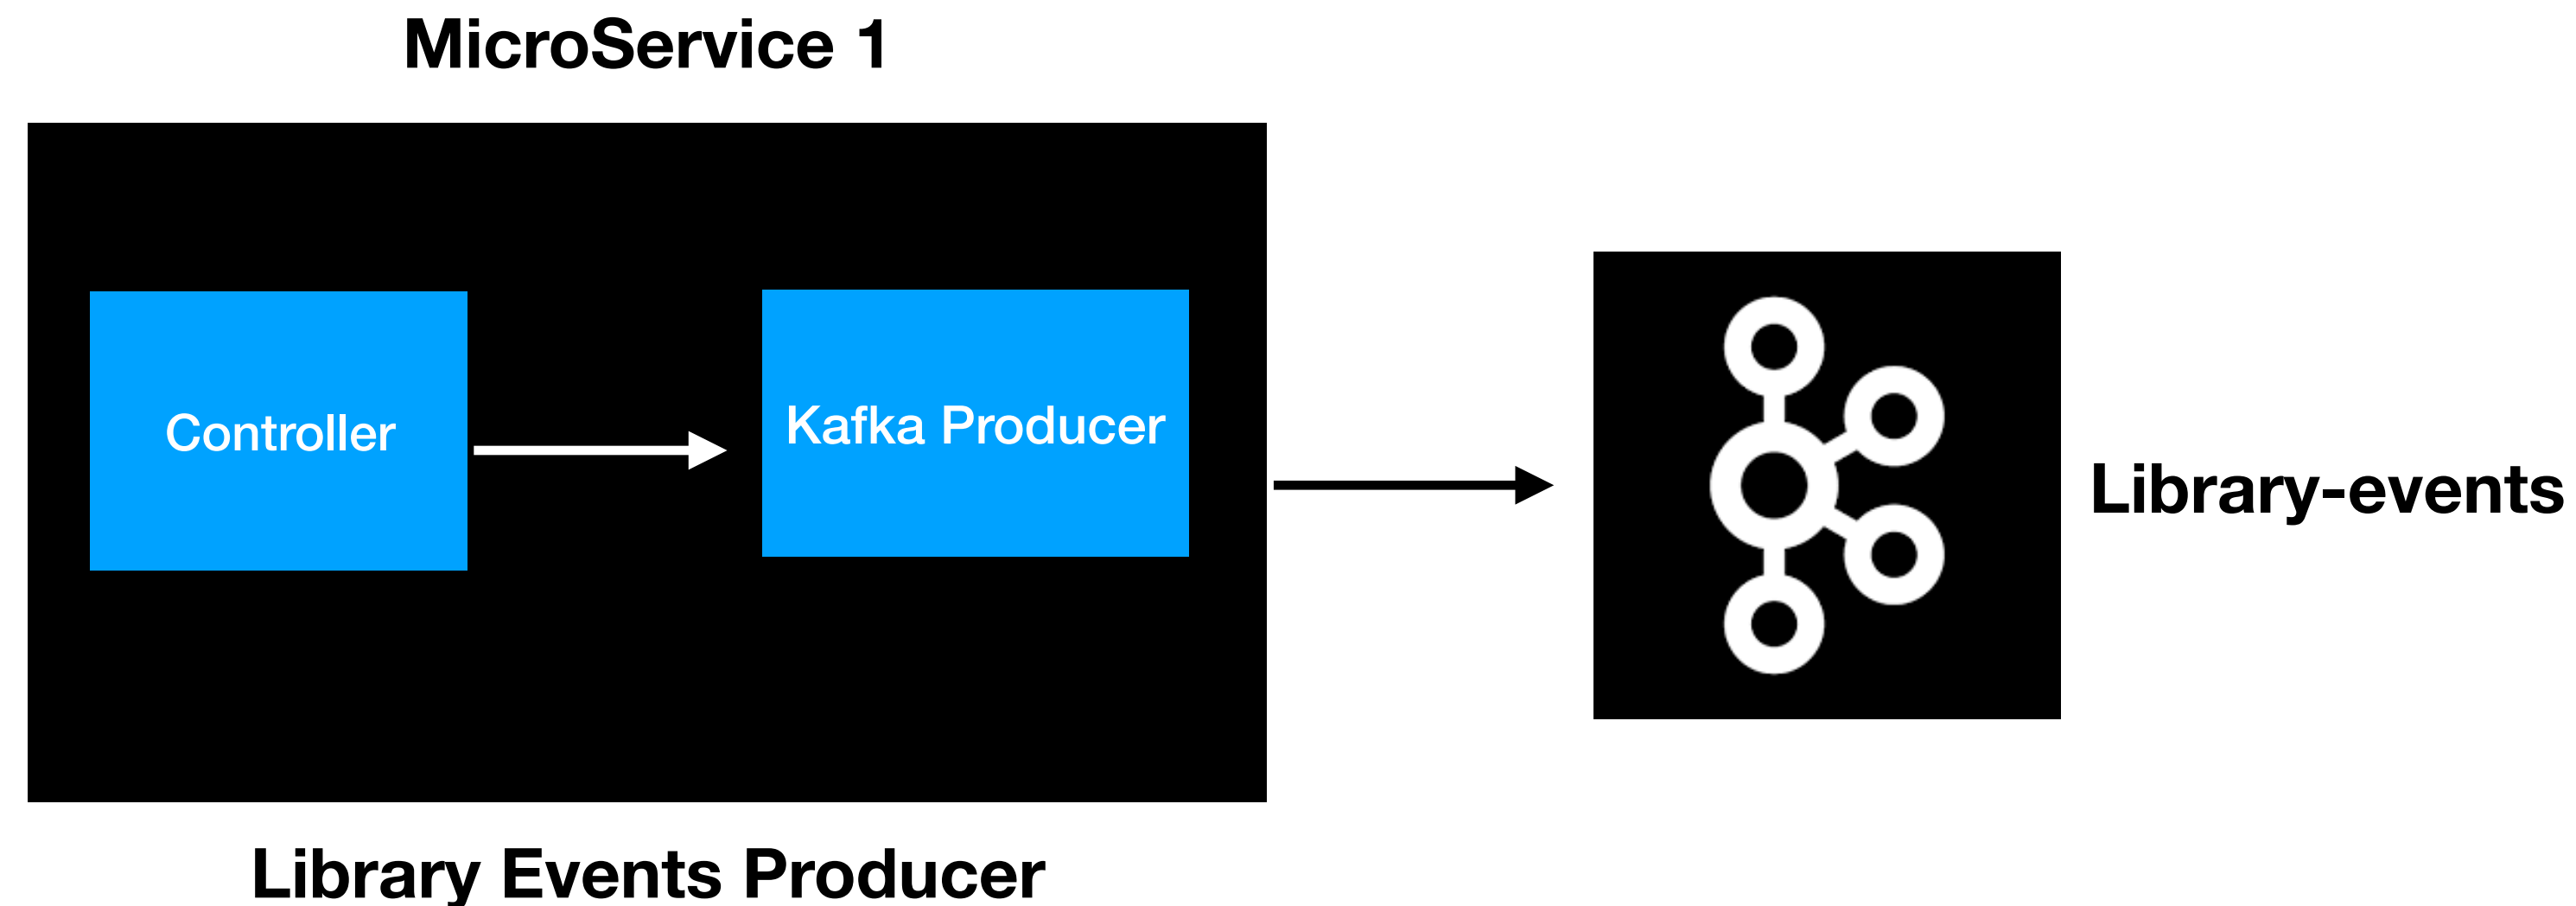 MicroService 1
Controller
Kafka Producer
Library-events
Library Events Producer